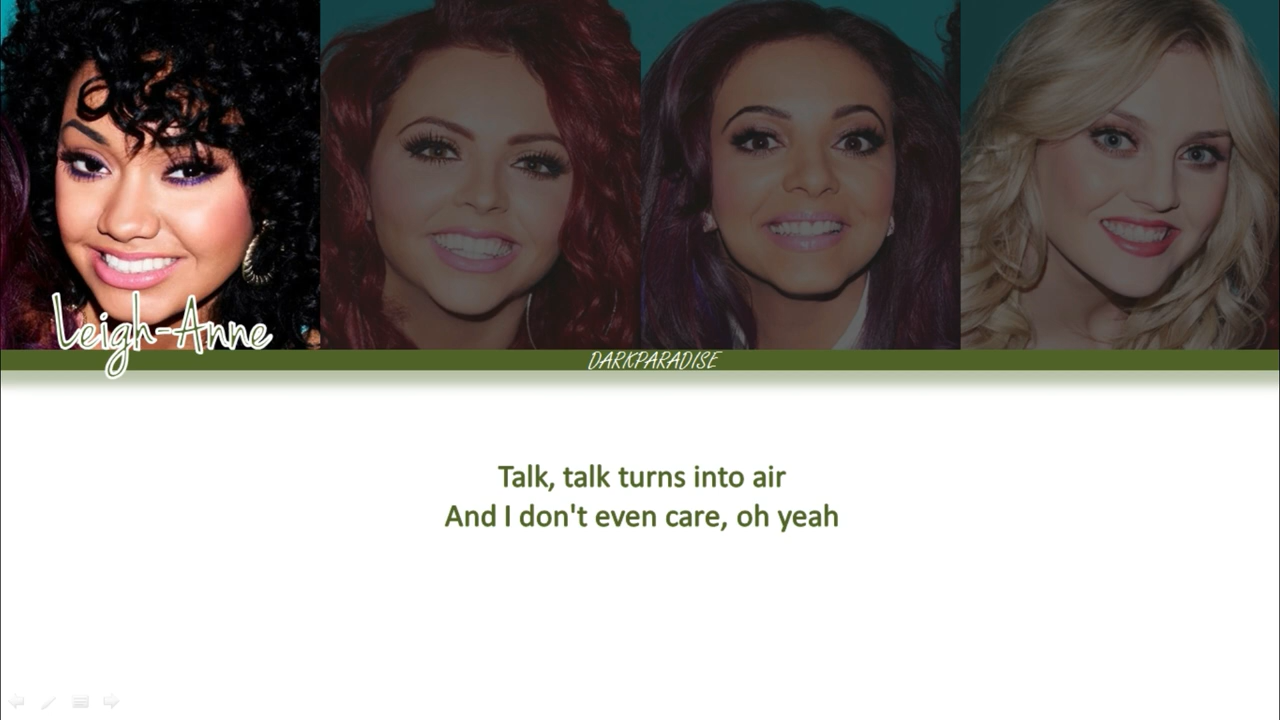 Leigh-Anne
DARKPARADISE
Talk, talk turns into air
And I don't even care, oh yeah